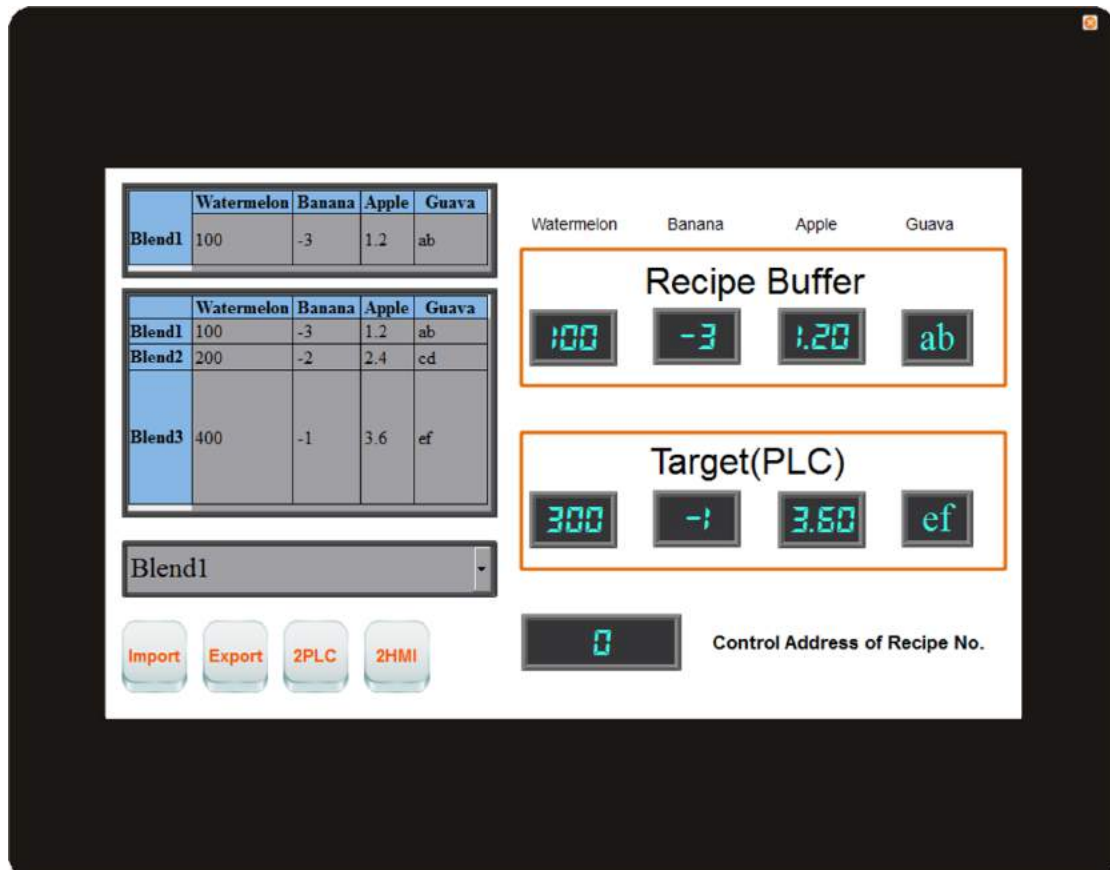 Watermelon Banana Apple Guava
Blend1 100 -3 1.2 ab
Watermelon Banana Apple Guava
Blend1 100 -3 1.2 ab
Blend2 200 -2 2.4 cd
Blend3 400 -1 3.6 ef
Blend1
Import Export 2PLC 2HMI
Watermelon Banana Apple Guava
Recipe Buffer
100 -3 1.20 ab
Target(PLC)
300 -1 3.60 ef
0 Control Address of Recipe No.